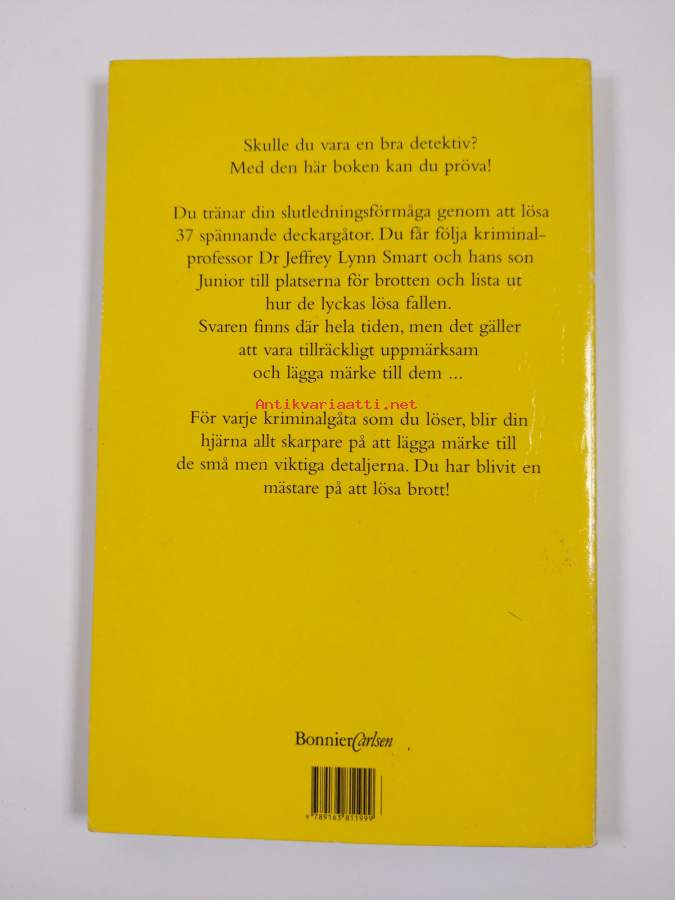 Skulle du vara en bra detektiv?
Med den här boken kan du pröva!
Du tränar din slutledningsförmåga genom att lösa
37 spännande deckargåtor. Du får följa kriminal-
professor Dr Jeffrey Lynn Smart och hans son
Junior till platserna för brotten och lista ut
hur de lyckas lösa fallen.
Svaren finns där hela tiden, men det gäller
att vara tillräckligt uppmärksam
och lägga märke till dem ...
Antikvariaatti.net
För varje kriminalgåta som du löser, blir din
hjärna allt skarpare på att lägga märke till
de små men viktiga detaljerna. Du har blivit en
mästare på att lösa brott!
BonnierCarlsen
9 789163 811999